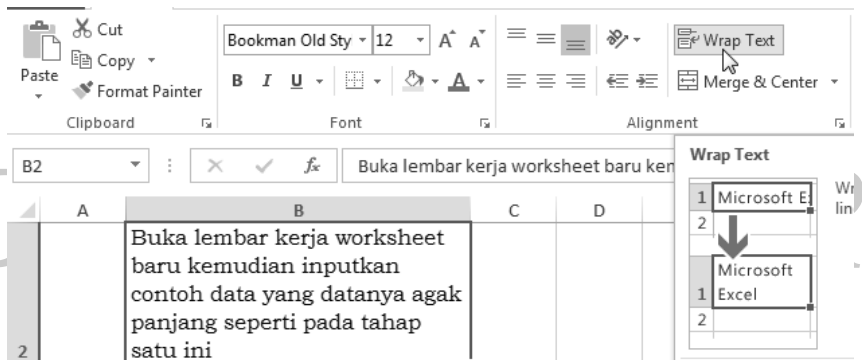 Cut
Copy
Paste
Format Painter
Clipboard
Bookman Old Sty 12 A A
B I U A
Font
Wrap Text
Merge & Center
Alignment
B2 fx Buka lembar kerja worksheet baru ken
A B C D
Buka lembar kerja worksheet
baru kemudian inputkan
contoh data yang datanya agak
panjang seperti pada tahap
satu ini
2
Wrap Text
1 Microsoft E
2
Microsoft
1 Excel
2
Wr
lin